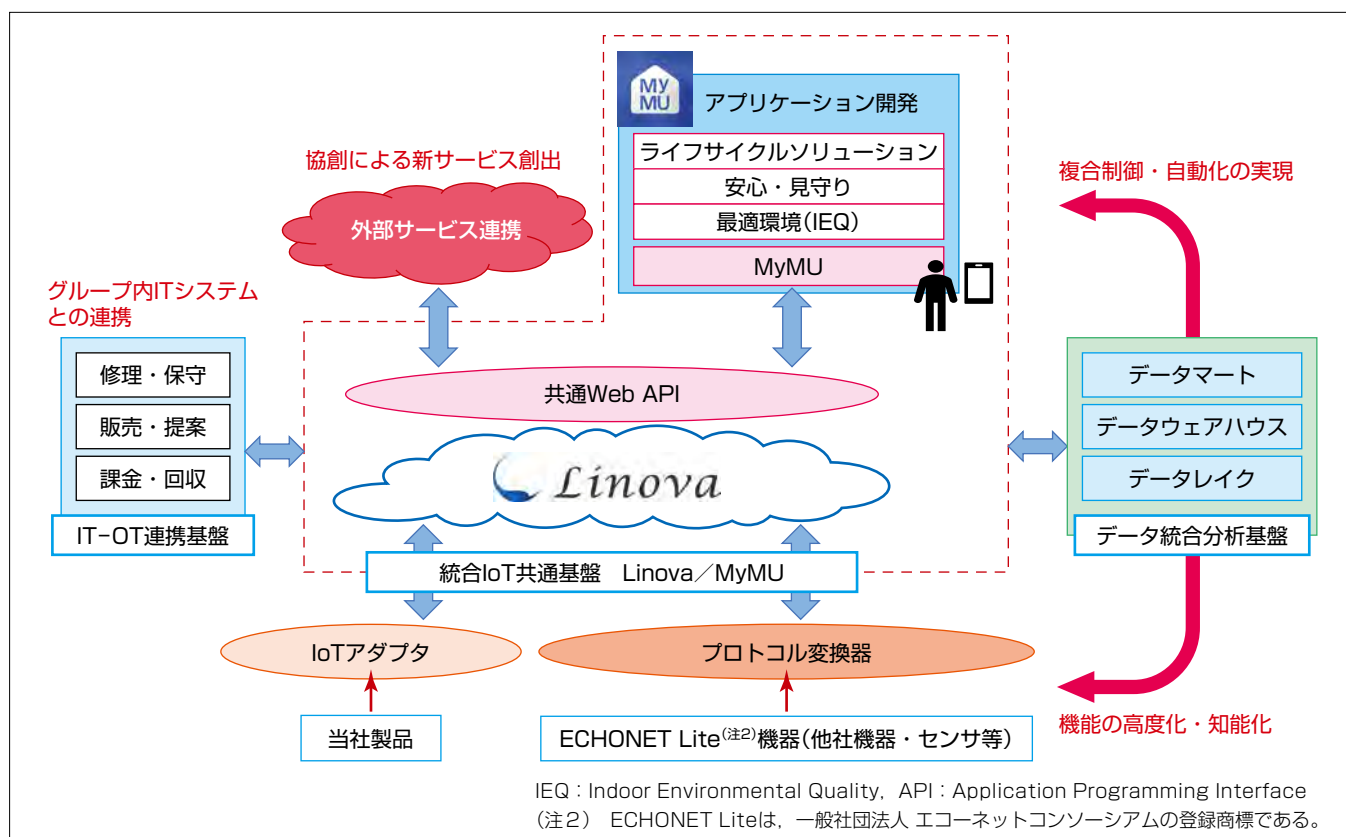 MY
MU
アプリケーション開発
ライフサイクルソリューション
安心・見守り
最適環境(IEQ)
MyMU
協創による新サービス創出
外部サービス連携
複合制御・自動化の実現
グループ内ITシステム
との連携
修理・保守
販売・提案
課金・回収
IT-OT連携基盤
共通Web API
Linova
統合IoT共通基盤 Linova/MyMU
データマート
データウェアハウス
データレイク
データ統合分析基盤
IoTアダプタ
プロトコル変換器
当社製品
ECHONET Lite(注2)機器(他社機器・センサ等)
機能の高度化・知能化
IEQ:Indoor Environmental Quality, API:Application Programming Interface
(注2) ECHONET Liteは,一般社団法人 エコーネットコンソーシアムの登録商標である。